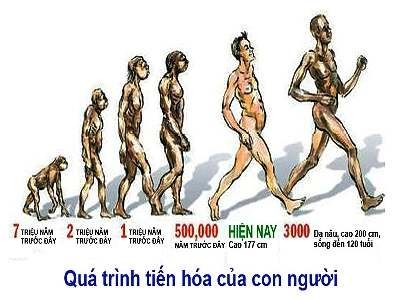 7 TRIỆU NĂM TRƯỚC ĐÂY
2 TRIỆU NĂM TRƯỚC ĐÂY
1 TRIỆU NĂM TRƯỚC ĐÂY
500,000 NĂM TRƯỚC ĐÂY
HIỆN NAY
Cao 177 cm
3000 Da nâu, cao 200 cm,
sống đến 120 tuổi
Quá trình tiến hóa của con người